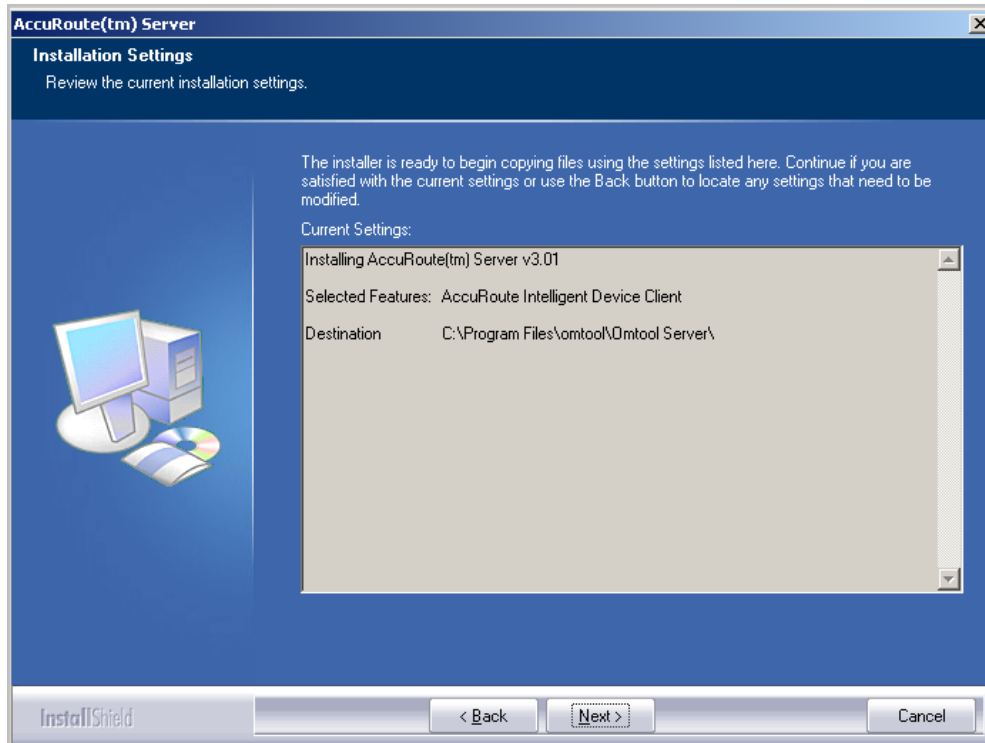 AccuRoute(tm) Server
Installation Settings
Review the current installation settings.
The installer is ready to begin copying files using the settings listed here. Continue if you are
satisfied with the current settings or use the Back button to locate any settings that need to be
modified.
Current Settings:
Installing AccuRoute(tm) Server v3.01
Selected Features: AccuRoute Intelligent Device Client
Destination C:\Program Files\omtool\Omtool Server\
InstallShield
< Back
Next >
Cancel